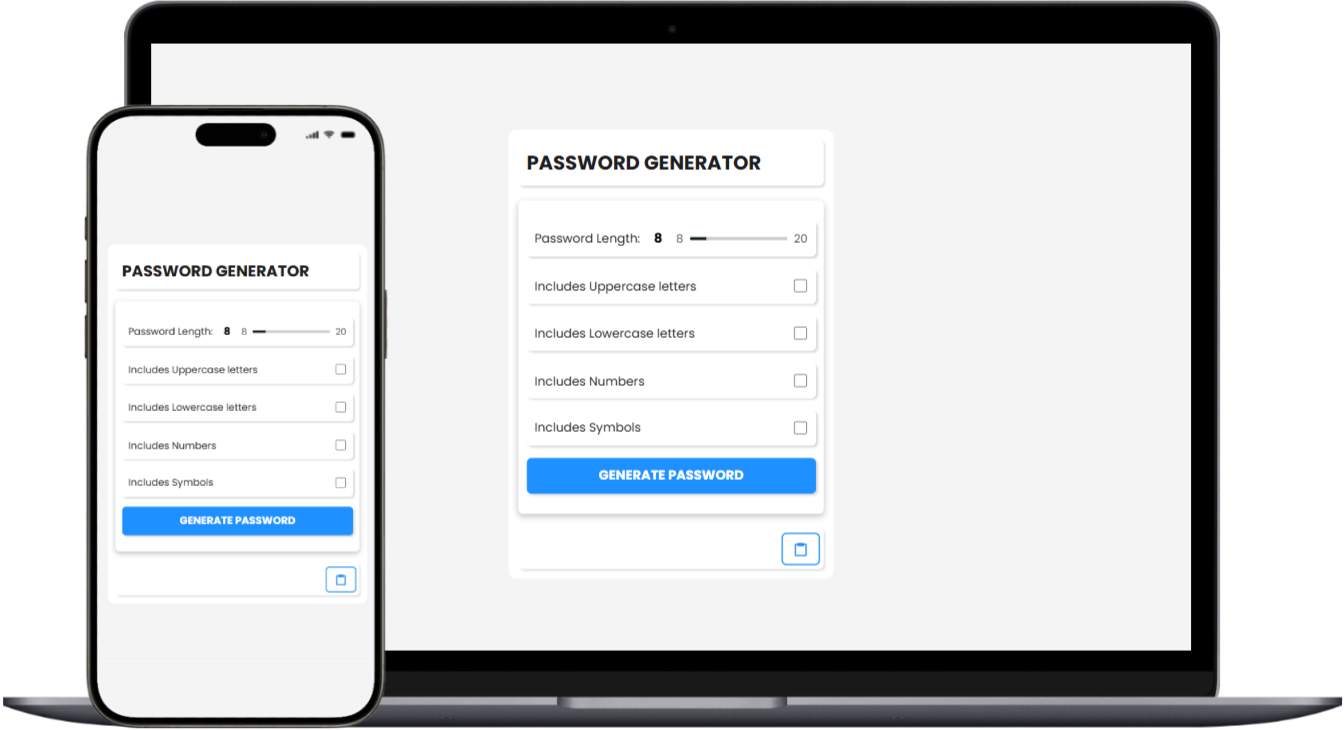 PASSWORD GENERATOR
Password Length: 8 8 20
Includes Uppercase letters
Includes Lowercase letters
Includes Numbers
Includes Symbols
GENERATE PASSWORD
PASSWORD GENERATOR
Password Length: 8 8 20
Includes Uppercase letters
Includes Lowercase letters
Includes Numbers
Includes Symbols
GENERATE PASSWORD